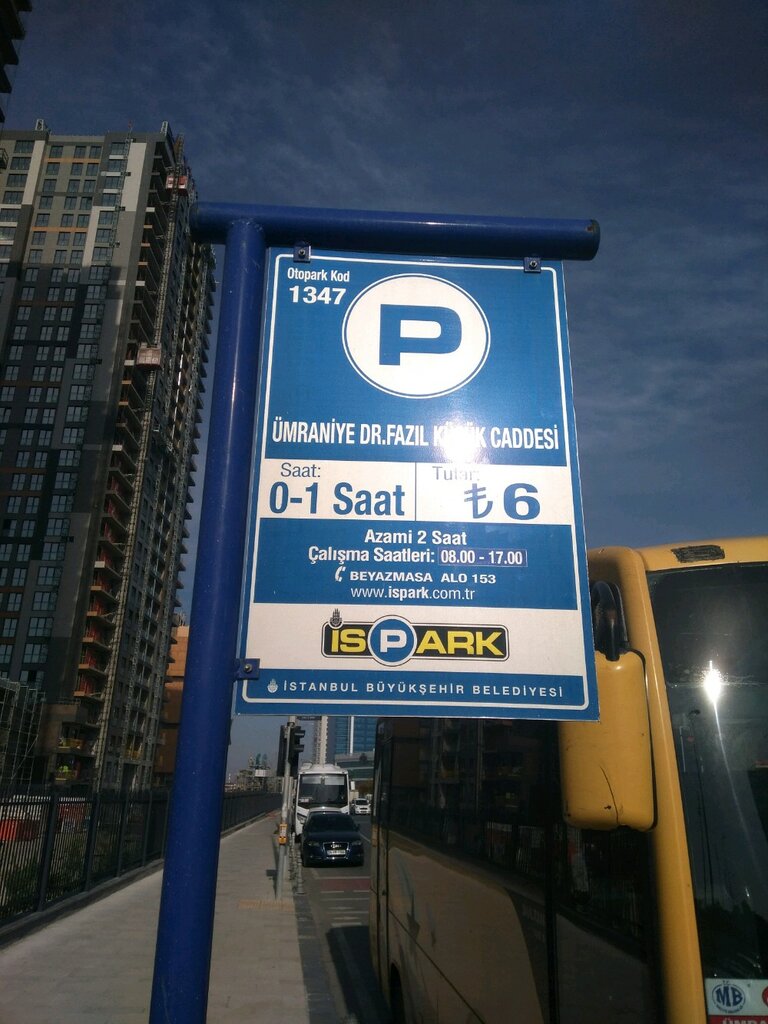 Otopark Kod
1347
P
ÜMRANİYE DR.FAZIL KÜÇÜK CADDESİ
Saat: Tutar:
0-1 Saat ₺6
Azami 2 Saat
Çalışma Saatleri: 08.00 - 17.00
BEYAZMASA ALO 153
www.ispark.com.tr
İSPARK
İSTANBUL BÜYÜKŞEHİR BELEDİYESİ
MB